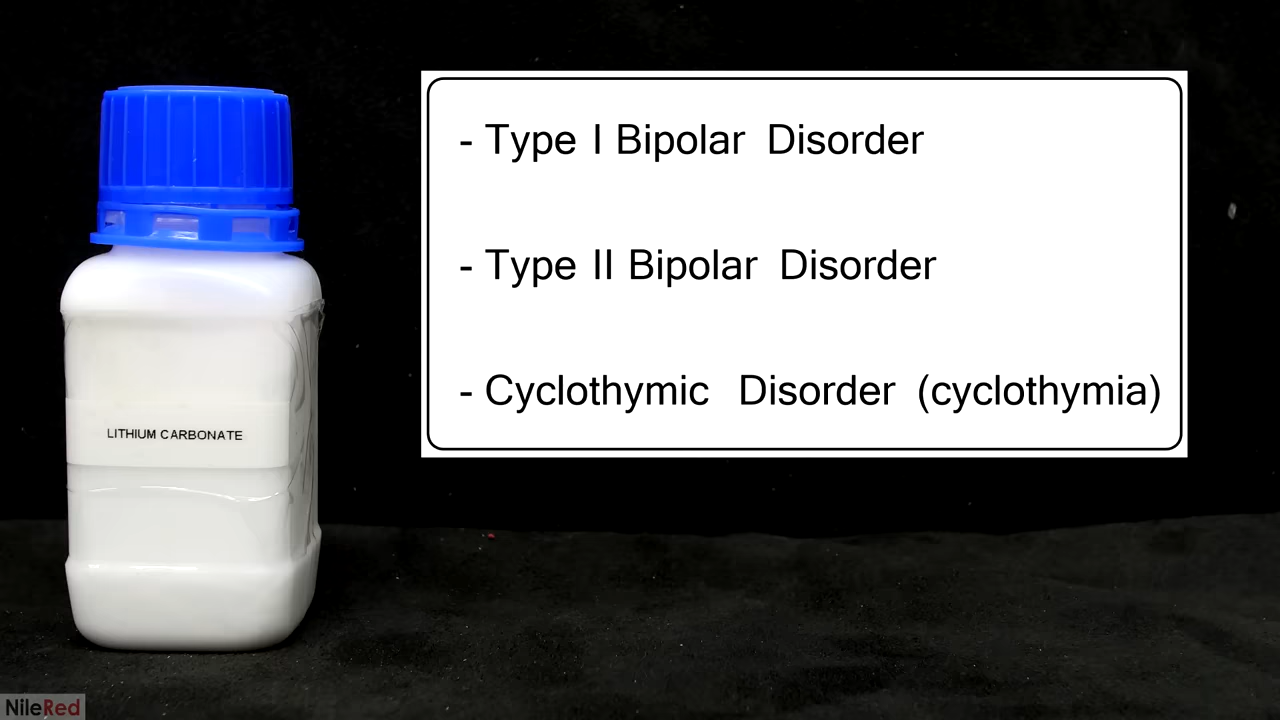 - Type I Bipolar Disorder
- Type II Bipolar Disorder
- Cyclothymic Disorder (cyclothymia)
LITHIUM CARBONATE
NileRed